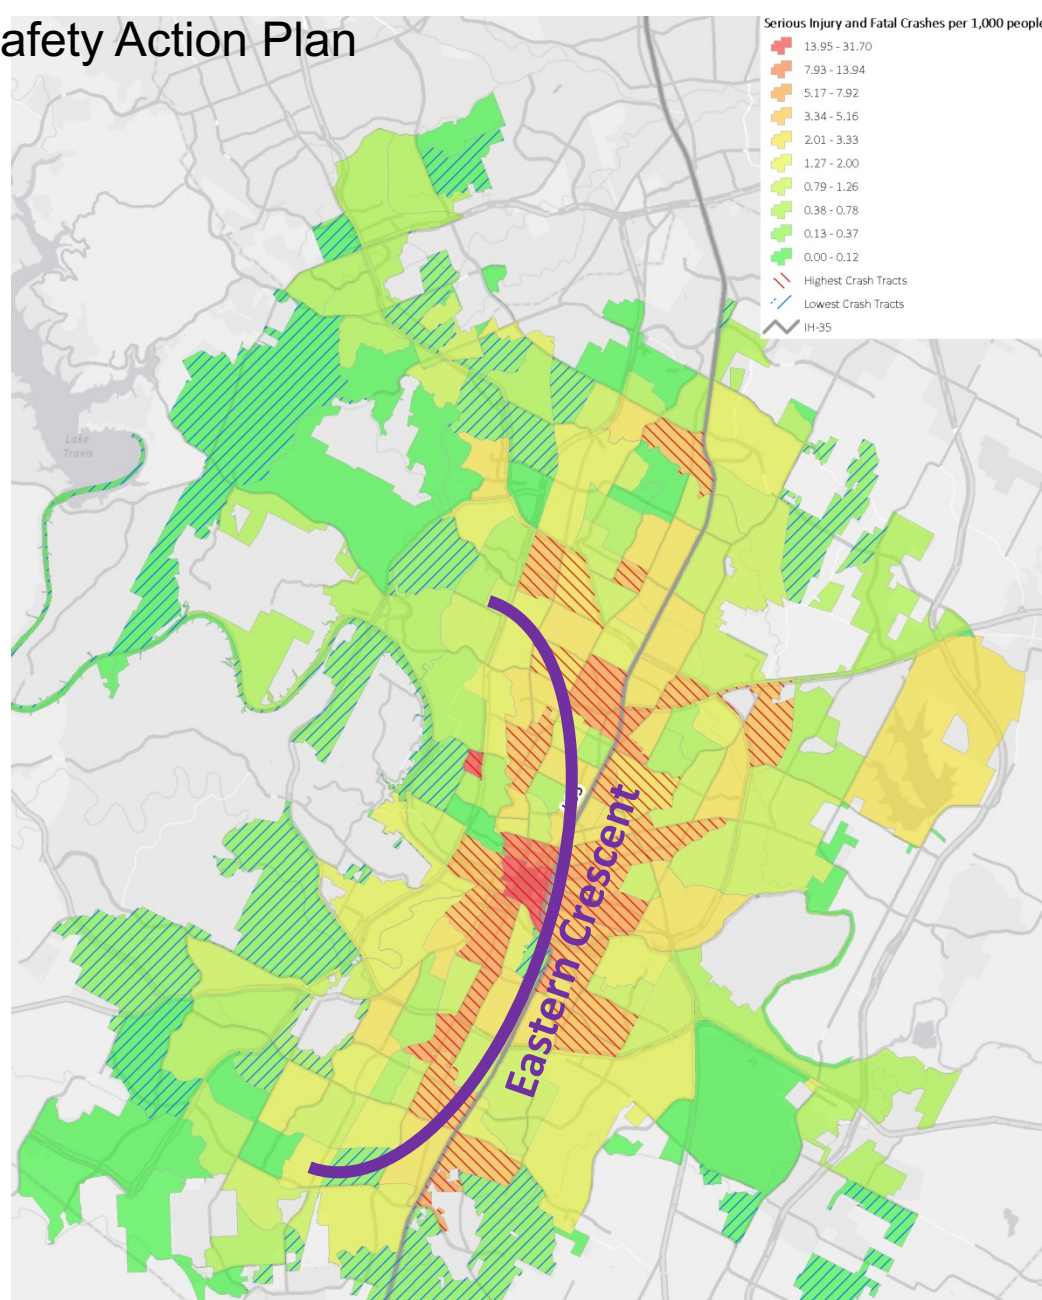 afety Action Plan
Serious Injury and Fatal Crashes per 1,000 people
13.95 - 31.70
7.93 - 13.94
5.17 - 7.92
3.34 - 5.16
2.01 - 3.33
1.27 - 2.00
0.79 - 1.26
0.38 - 0.78
0.13 - 0.37
0.00 - 0.12
Highest Crash Tracts
Lowest Crash Tracts
IH-35
Lake
Travis
Eastern Crescent